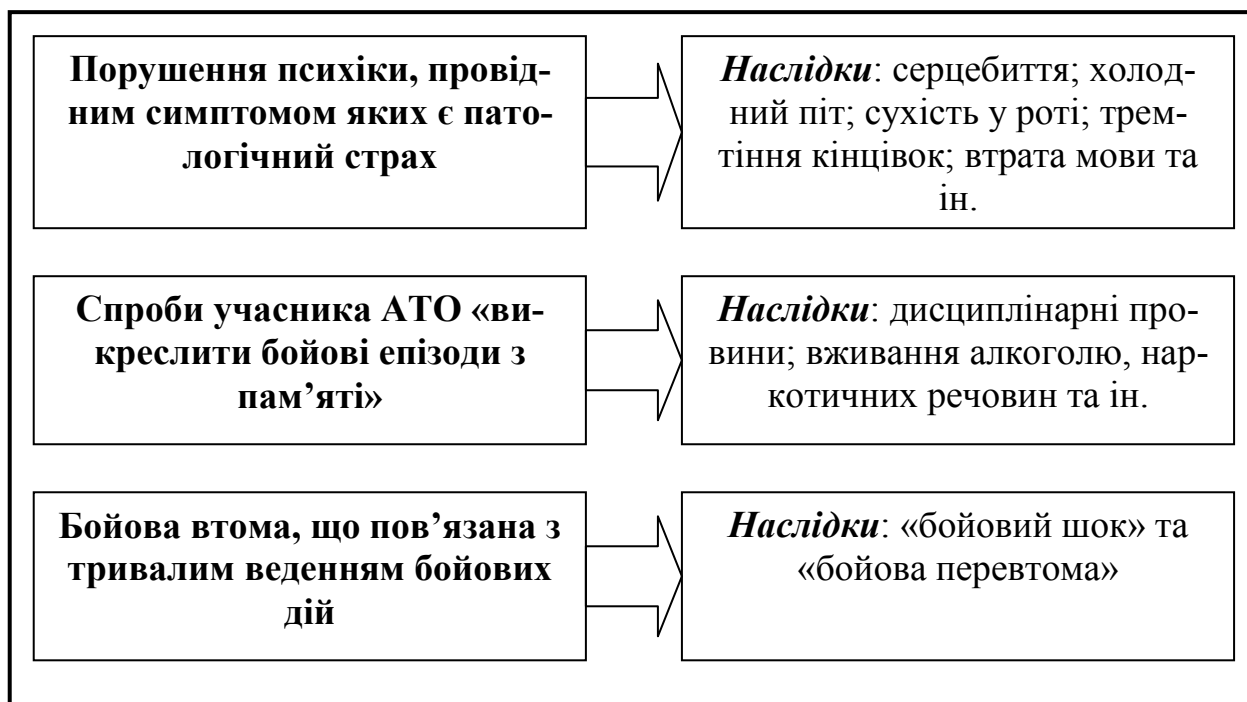 Порушення психіки, провід-
ним симптомом яких є пато-
логічний страх
Наслідки: серцебиття; холод-
ний піт; сухість у роті; трем-
тіння кінцівок; втрата мови та
ін.
Спроби учасника АТО «ви-
креслити бойові епізоди з
пам’яті»
Наслідки: дисциплінарні про-
вини; вживання алкоголю, нар-
котичних речовин та ін.
Бойова втома, що пов’язана з
тривалим веденням бойових
дій
Наслідки: «бойовий шок» та
«бойова перевтома»